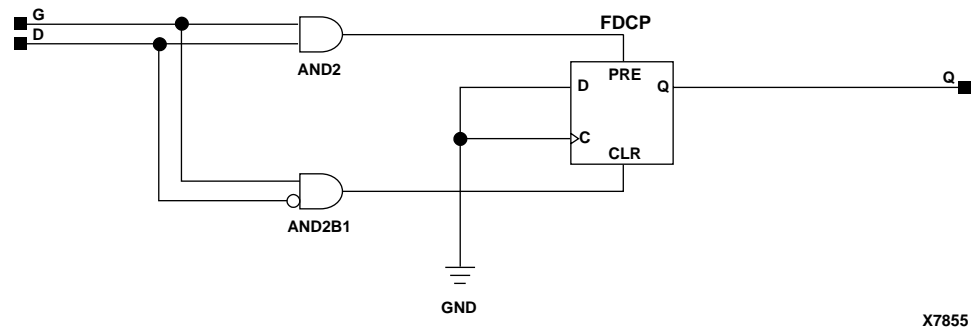 G
D
AND2
FDCP
PRE
D
Q
C
CLR
Q
AND2B1
GND
X7855